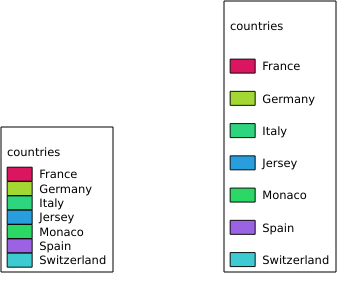 countries
France
Germany
Italy
Jersey
Monaco
Spain
Switzerland
countries
France
Germany
Italy
Jersey
Monaco
Spain
Switzerland